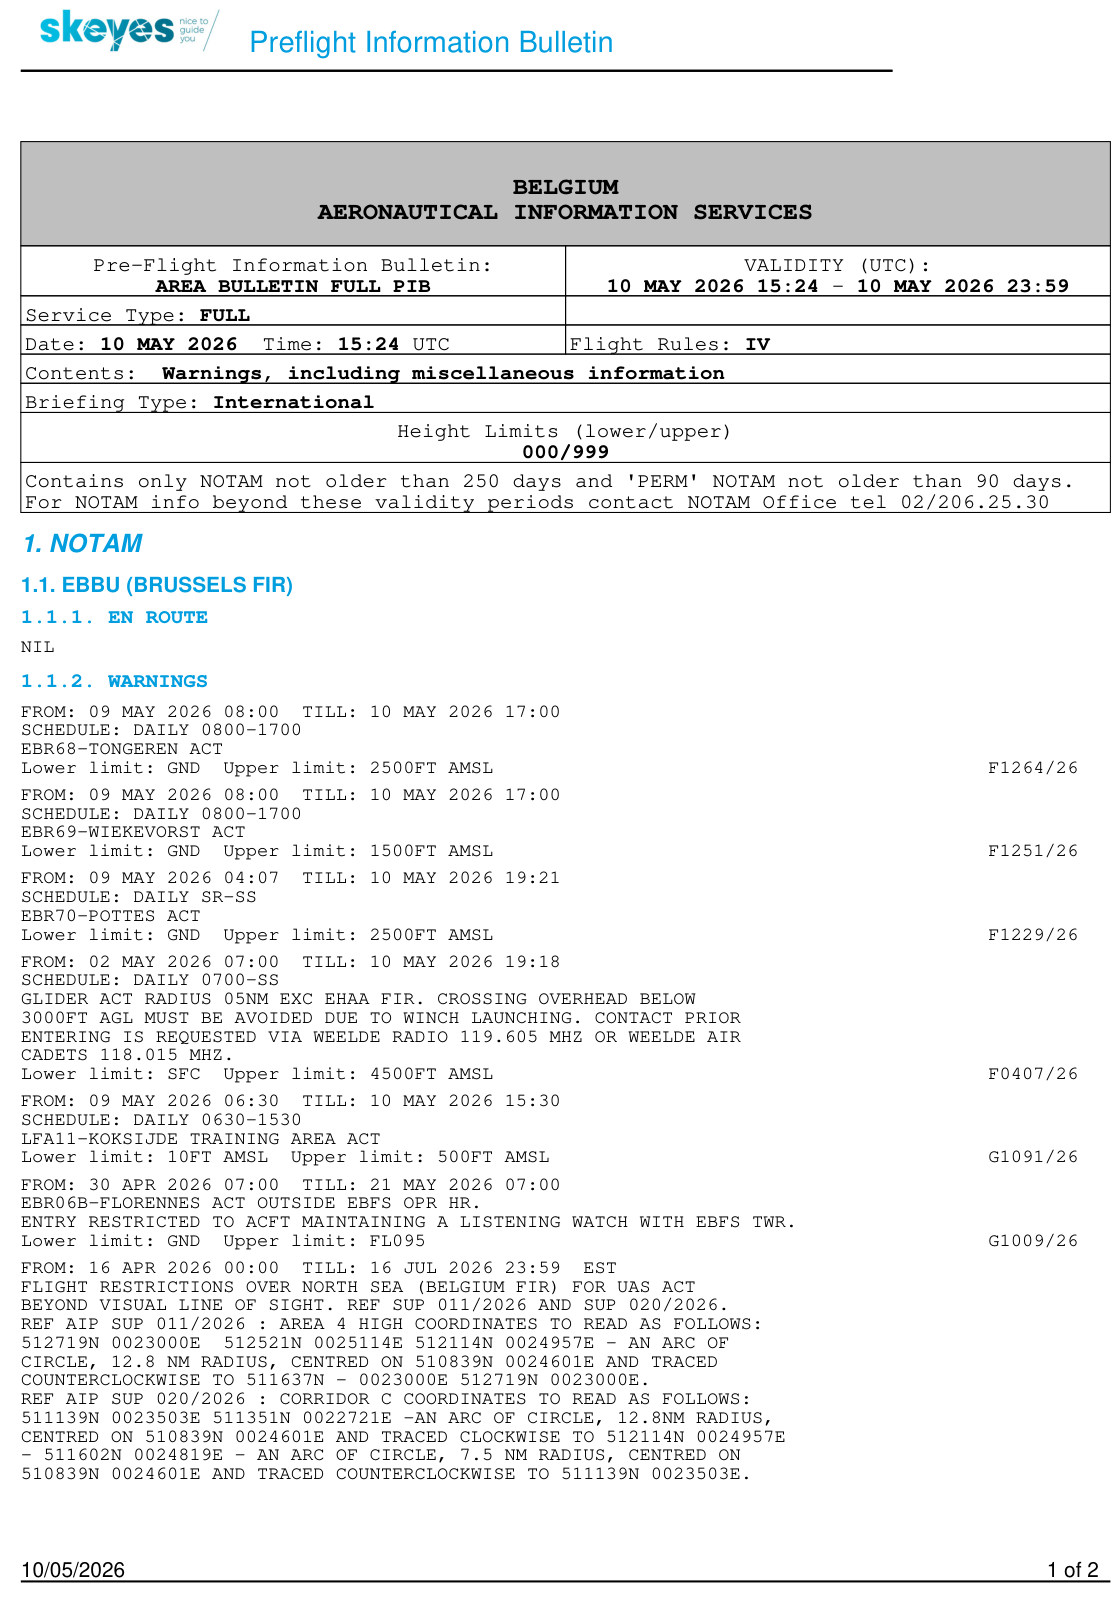 skeyes nice to guide you Preflight Information Bulletin
BELGIUM
AERONAUTICAL INFORMATION SERVICES
Pre-Flight Information Bulletin:
AREA BULLETIN FULL PIB
VALIDITY (UTC):
10 MAY 2026 15:24 - 10 MAY 2026 23:59
Service Type: FULL
Date: 10 MAY 2026  Time: 15:24 UTC
Flight Rules: IV
Contents:  Warnings, including miscellaneous information
Briefing Type: International
Height Limits (lower/upper)
000/999
Contains only NOTAM not older than 250 days and 'PERM' NOTAM not older than 90 days.
For NOTAM info beyond these validity periods contact NOTAM Office tel 02/206.25.30
1. NOTAM
1.1. EBBU (BRUSSELS FIR)
1.1.1. EN ROUTE
NIL
1.1.2. WARNINGS
FROM: 09 MAY 2026 08:00  TILL: 10 MAY 2026 17:00
SCHEDULE: DAILY 0800-1700
EBR68-TONGEREN ACT
Lower limit: GND  Upper limit: 2500FT AMSL F1264/26
FROM: 09 MAY 2026 08:00  TILL: 10 MAY 2026 17:00
SCHEDULE: DAILY 0800-1700
EBR69-WIEKEVORST ACT
Lower limit: GND  Upper limit: 1500FT AMSL F1251/26
FROM: 09 MAY 2026 04:07  TILL: 10 MAY 2026 19:21
SCHEDULE: DAILY SR-SS
EBR70-POTTES ACT
Lower limit: GND  Upper limit: 2500FT AMSL F1229/26
FROM: 02 MAY 2026 07:00  TILL: 10 MAY 2026 19:18
SCHEDULE: DAILY 0700-SS
GLIDER ACT RADIUS 05NM EXC EHAA FIR. CROSSING OVERHEAD BELOW
3000FT AGL MUST BE AVOIDED DUE TO WINCH LAUNCHING. CONTACT PRIOR
ENTERING IS REQUESTED VIA WEELDE RADIO 119.605 MHZ OR WEELDE AIR
CADETS 118.015 MHZ.
Lower limit: SFC  Upper limit: 4500FT AMSL F0407/26
FROM: 09 MAY 2026 06:30  TILL: 10 MAY 2026 15:30
SCHEDULE: DAILY 0630-1530
LFA11-KOKSIJDE TRAINING AREA ACT
Lower limit: 10FT AMSL  Upper limit: 500FT AMSL G1091/26
FROM: 30 APR 2026 07:00  TILL: 21 MAY 2026 07:00
EBR06B-FLORENNES ACT OUTSIDE EBFS OPR HR.
ENTRY RESTRICTED TO ACFT MAINTAINING A LISTENING WATCH WITH EBFS TWR.
Lower limit: GND  Upper limit: FL095 G1009/26
FROM: 16 APR 2026 00:00  TILL: 16 JUL 2026 23:59  EST
FLIGHT RESTRICTIONS OVER NORTH SEA (BELGIUM FIR) FOR UAS ACT
BEYOND VISUAL LINE OF SIGHT. REF SUP 011/2026 AND SUP 020/2026.
REF AIP SUP 011/2026 : AREA 4 HIGH COORDINATES TO READ AS FOLLOWS:
512719N 0023000E  512521N 0025114E 512114N 0024957E - AN ARC OF
CIRCLE, 12.8 NM RADIUS, CENTRED ON 510839N 0024601E AND TRACED
COUNTERCLOCKWISE TO 511637N - 0023000E 512719N 0023000E.
REF AIP SUP 020/2026 : CORRIDOR C COORDINATES TO READ AS FOLLOWS:
511139N 0023503E 511351N 0022721E -AN ARC OF CIRCLE, 12.8NM RADIUS,
CENTRED ON 510839N 0024601E AND TRACED CLOCKWISE TO 512114N 0024957E
- 511602N 0024819E - AN ARC OF CIRCLE, 7.5 NM RADIUS, CENTRED ON
510839N 0024601E AND TRACED COUNTERCLOCKWISE TO 511139N 0023503E.
10/05/2026 1 of 2